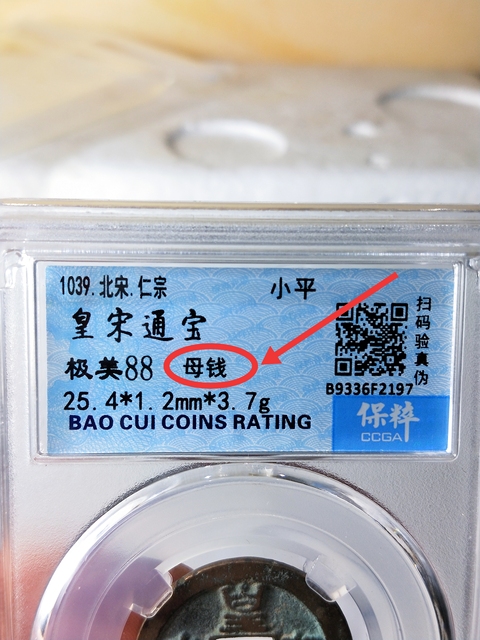 1039.北宋.仁宗 小平
皇宋通宝
极美88 母钱
25.4*1.2mm*3.7g
BAO CUI COINS RATING
扫码验真伪
B9336F2197
保粹
CCGA
皇